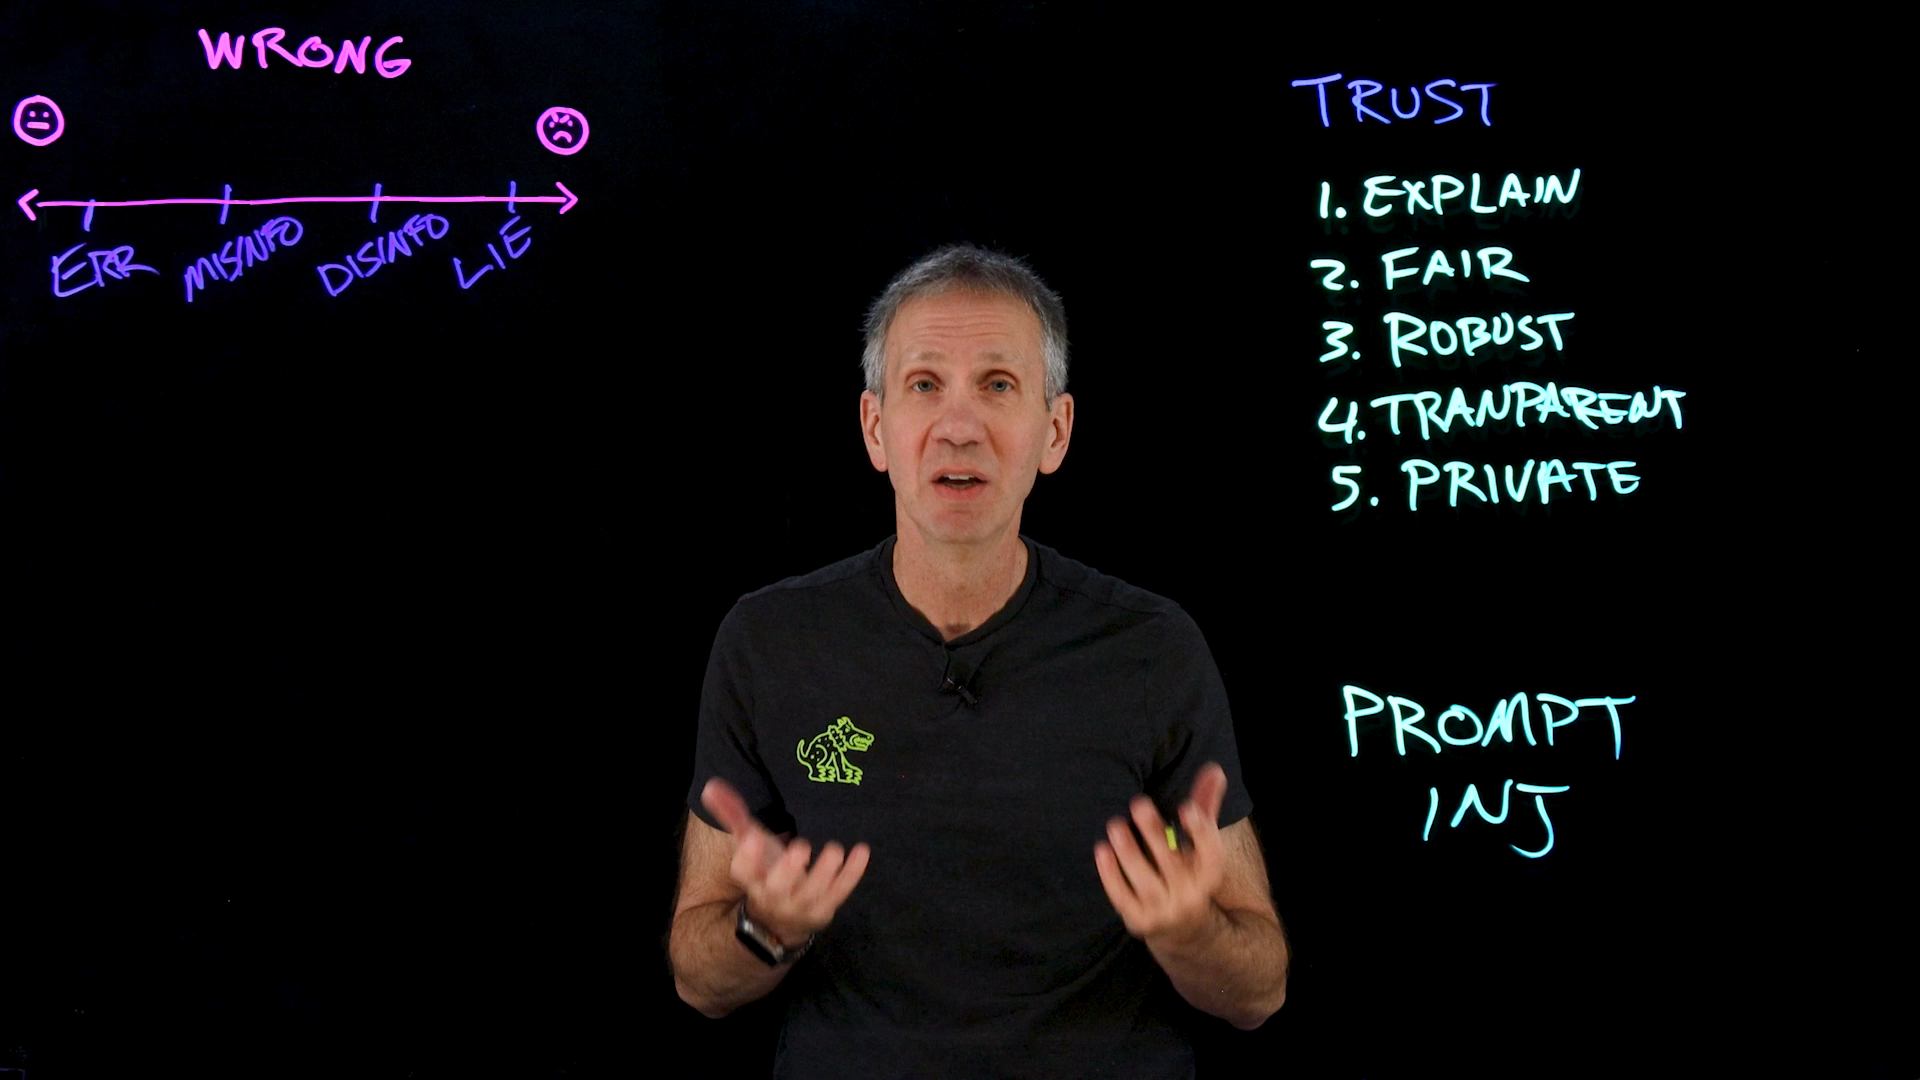 WRONG
ERR MISINFO DISINFO LIE
TRUST
1. EXPLAIN
2. FAIR
3. ROBUST
4. TRANPARENT
5. PRIVATE
PROMPT
INJ